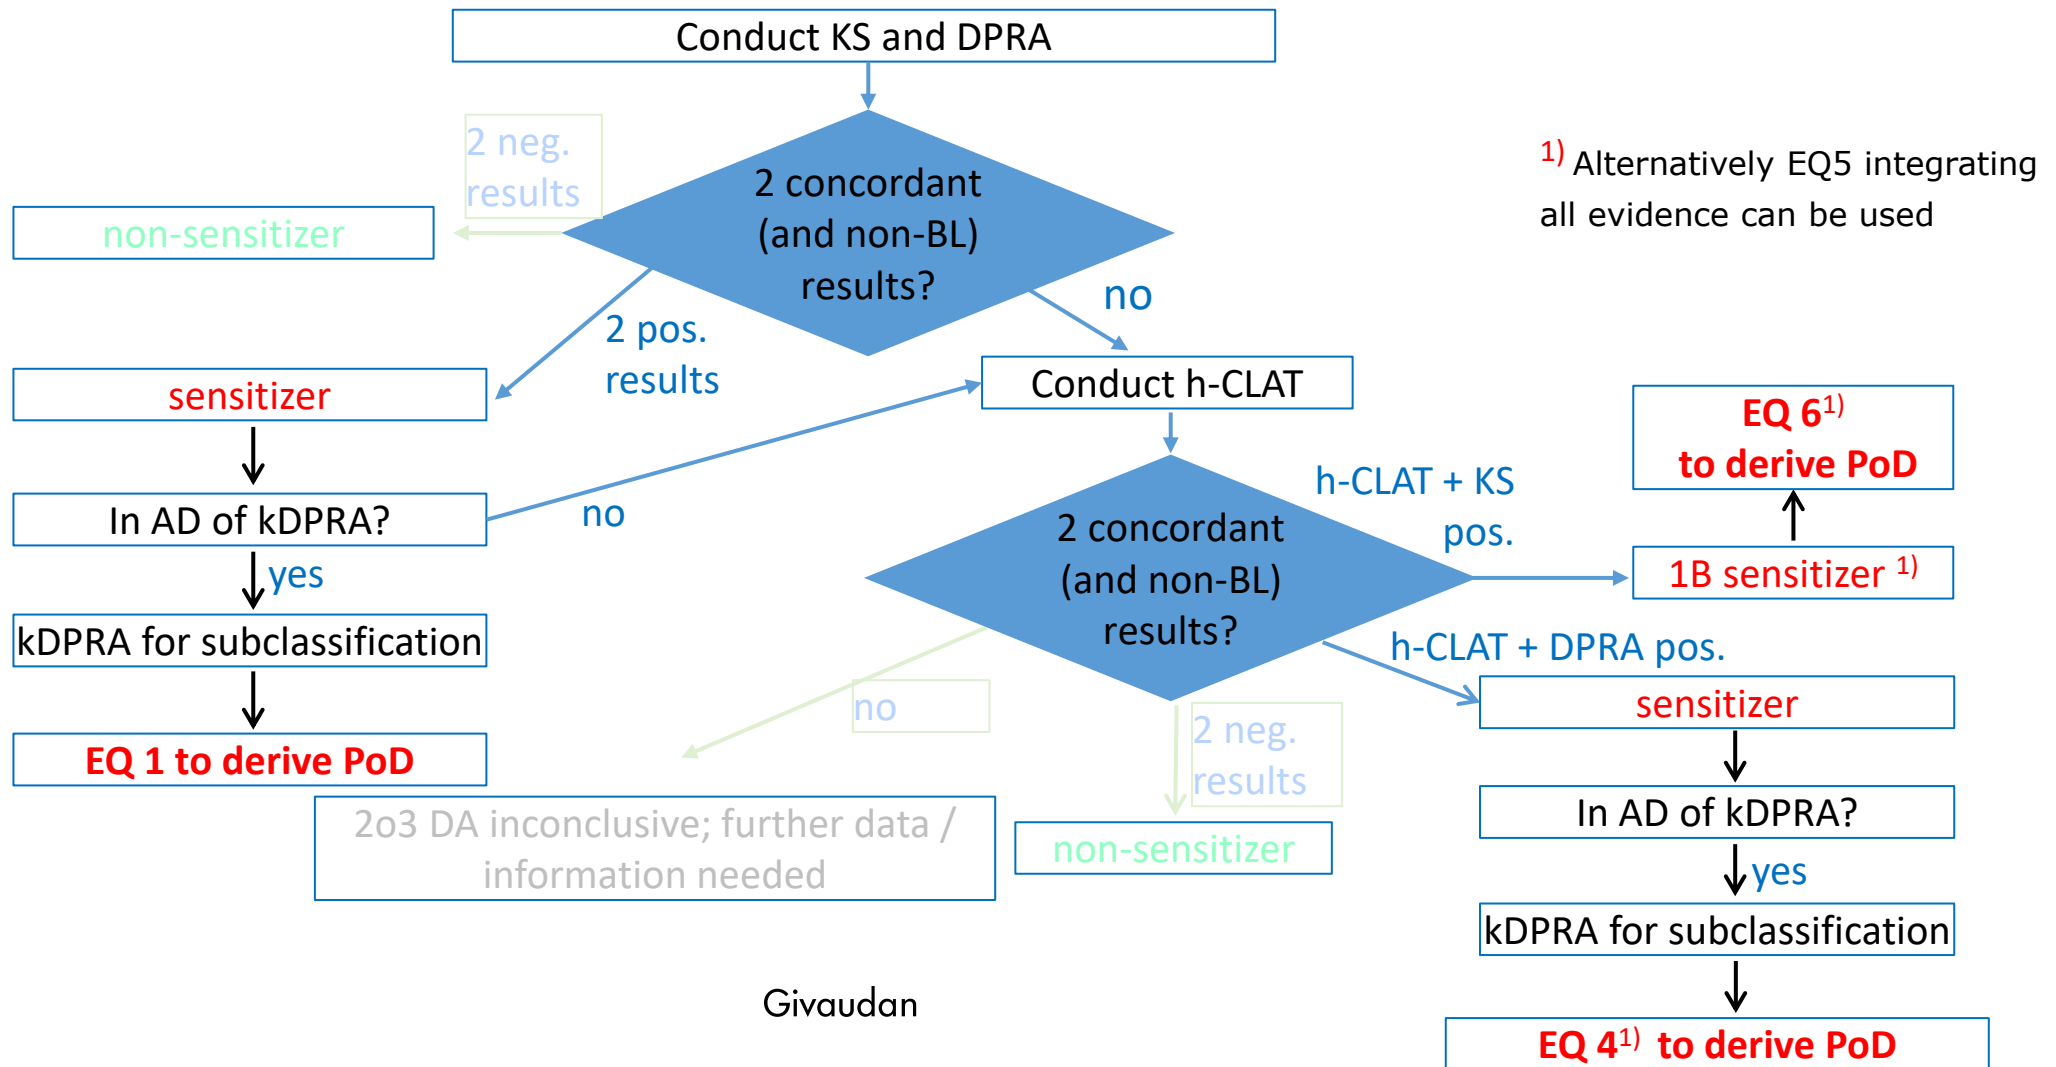 Conduct KS and DPRA
2 neg.
results
2 concordant
(and non-BL)
results?
1) Alternatively EQ5 integrating
all evidence can be used
non-sensitizer
no
2 pos.
results
sensitizer
Conduct h-CLAT
EQ 6 1)
to derive PoD
In AD of kDPRA?
no
h-CLAT + KS
pos.
2 concordant
(and non-BL)
results?
1B sensitizer 1)
yes
kDPRA for subclassification
h-CLAT + DPRA pos.
no
2 neg.
results
sensitizer
EQ 1 to derive PoD
2o3 DA inconclusive; further data /
information needed
non-sensitizer
In AD of kDPRA?
yes
kDPRA for subclassification
Givaudan
EQ 4 1) to derive PoD